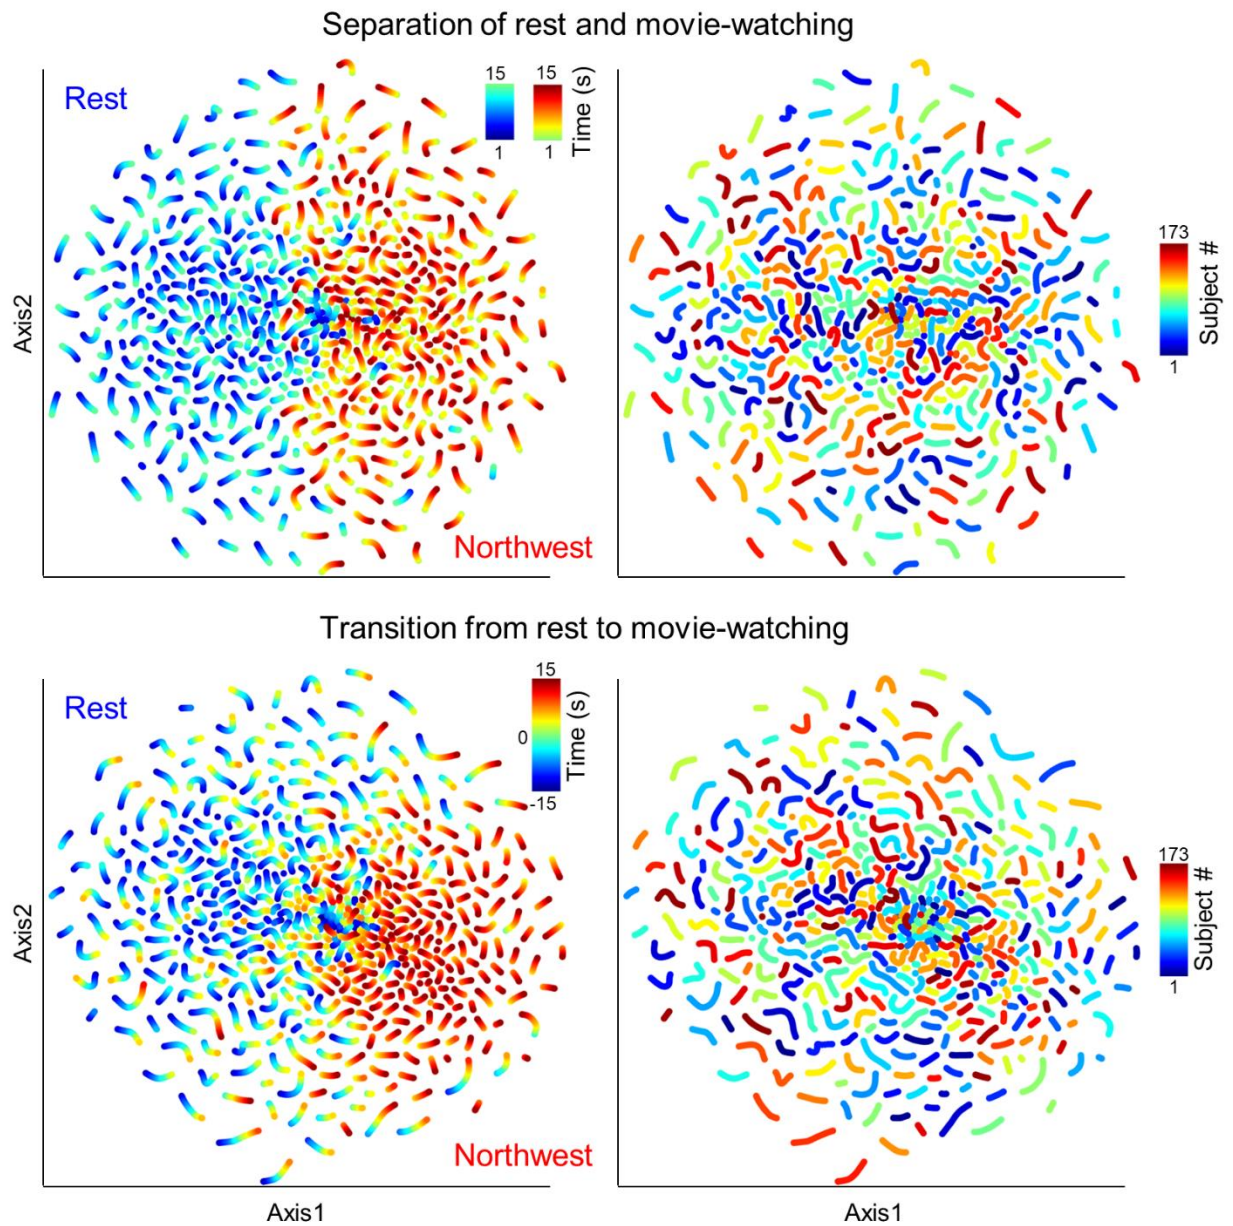 Separation of rest and movie-watching
Rest
15
15
1
1
Time (s)
Northwest
Axis2
173
1
Subject #
Transition from rest to movie-watching
Rest
15
0
-15
Time (s)
Northwest
Axis2
Axis1
173
1
Subject #
Axis1